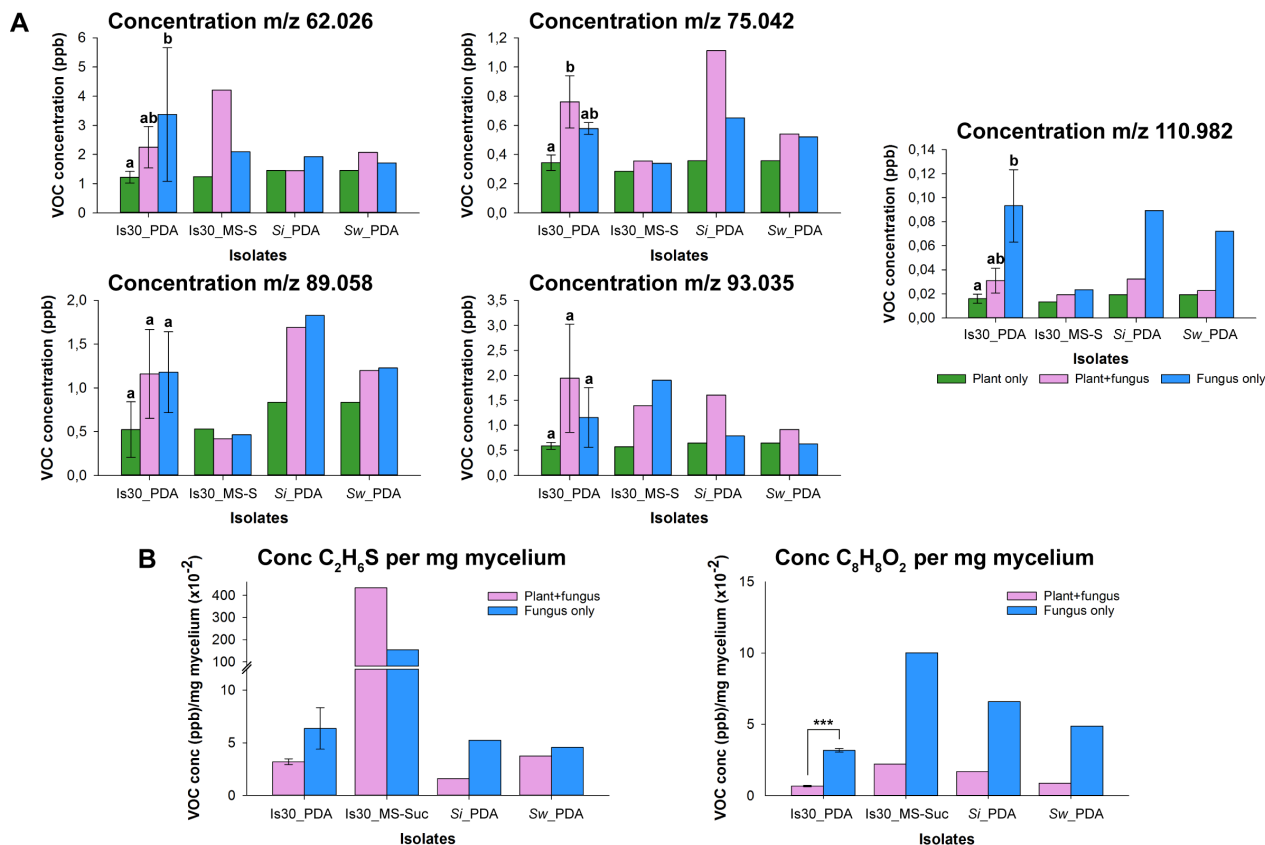 A
Concentration m/z 62.026
VOC concentration (ppb)
6
5
4
3
2
1
0
a
ab
b
Is30_PDA Is30_MS-S Si_PDA Sw_PDA
Isolates
Concentration m/z 75.042
VOC concentration (ppb)
1,2
1,0
0,8
0,6
0,4
0,2
0,0
a
b
ab
Is30_PDA Is30_MS-S Si_PDA Sw_PDA
Isolates
Concentration m/z 110.982
VOC concentration (ppb)
0,14
0,12
0,10
0,08
0,06
0,04
0,02
0,00
a
ab
b
Is30_PDA Is30_MS-S Si_PDA Sw_PDA
Isolates
Plant only Plant+fungus Fungus only
Concentration m/z 89.058
VOC concentration (ppb)
2,0
1,5
1,0
0,5
0,0
a
a
a
Is30_PDA Is30_MS-S Si_PDA Sw_PDA
Isolates
Concentration m/z 93.035
VOC concentration (ppb)
3,5
3,0
2,5
2,0
1,5
1,0
0,5
0,0
a
a
a
Is30_PDA Is30_MS-S Si_PDA Sw_PDA
Isolates
B
Conc C₂H₆S per mg mycelium
VOC conc (ppb)/mg mycelium (x10⁻²)
400
300
200
100
10
5
0
Plant+fungus
Fungus only
Is30_PDA Is30_MS-Suc Si_PDA Sw_PDA
Isolates
Conc C₈H₈O₂ per mg mycelium
VOC conc (ppb)/mg mycelium (x10⁻²)
15
10
5
0
Plant+fungus
Fungus only
***
Is30_PDA Is30_MS-Suc Si_PDA Sw_PDA
Isolates